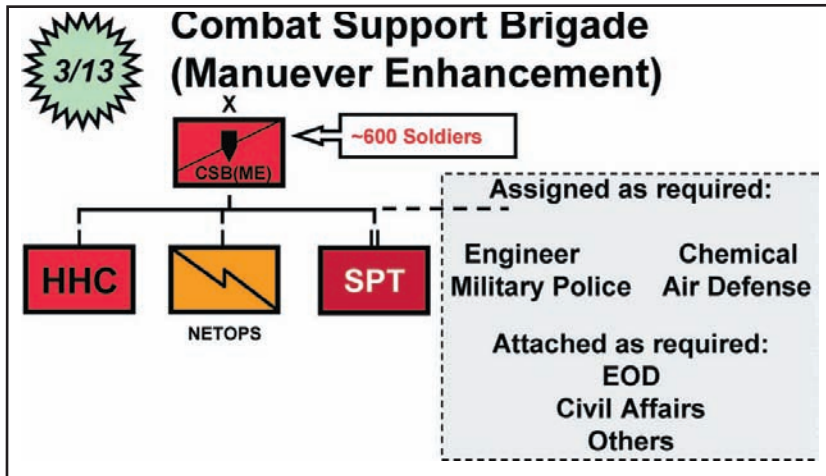 3/13
Combat Support Brigade
(Manuever Enhancement)
X
~600 Soldiers
CSB(ME)
HHC
SPT
NETOPS
Assigned as required:
Engineer Chemical
Military Police Air Defense
Attached as required:
EOD
Civil Affairs
Others